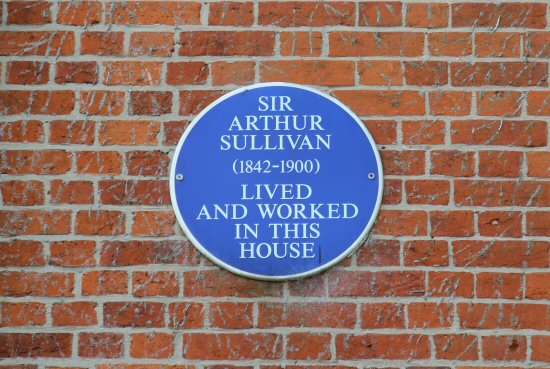 SIR
ARTHUR
SULLIVAN
(1842-1900)
LIVED
AND WORKED
IN THIS
HOUSE